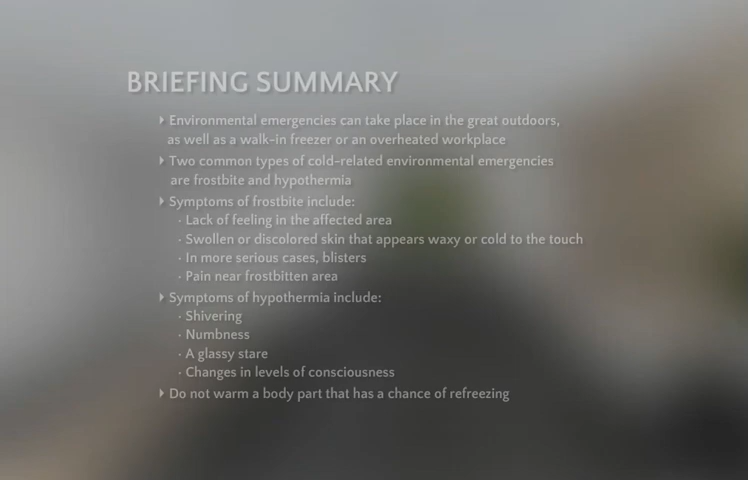 BRIEFING SUMMARY
Environmental emergencies can take place in the great outdoors,
as well as a walk-in freezer or an overheated workplace
Two common types of cold-related environmental emergencies
are frostbite and hypothermia
Symptoms of frostbite include:
· Lack of feeling in the affected area
· Swollen or discolored skin that appears waxy or cold to the touch
· In more serious cases, blisters
· Pain near frostbitten area
Symptoms of hypothermia include:
· Shivering
· Numbness
· A glassy stare
· Changes in levels of consciousness
Do not warm a body part that has a chance of refreezing